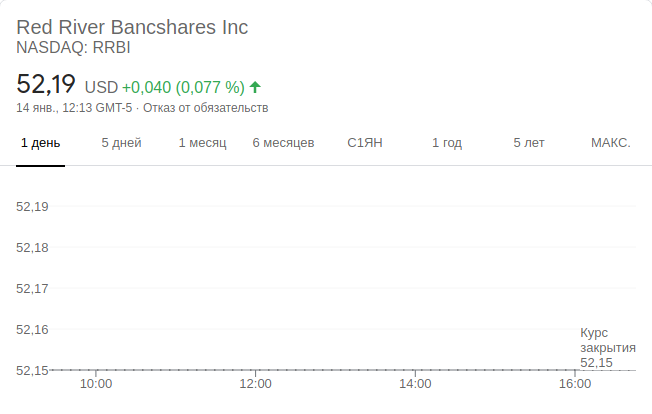 Red River Bancshares Inc
NASDAQ: RRBI
52,19 USD +0,040 (0,077 %)
14 янв., 12:13 GMT-5 · Отказ от обязательств
1 день 5 дней 1 месяц 6 месяцев С1ЯН 1 год 5 лет МАКС.
52,19
52,18
52,17
52,16
Курс
закрытия
52,15
52,15
10:00 12:00 14:00 16:00